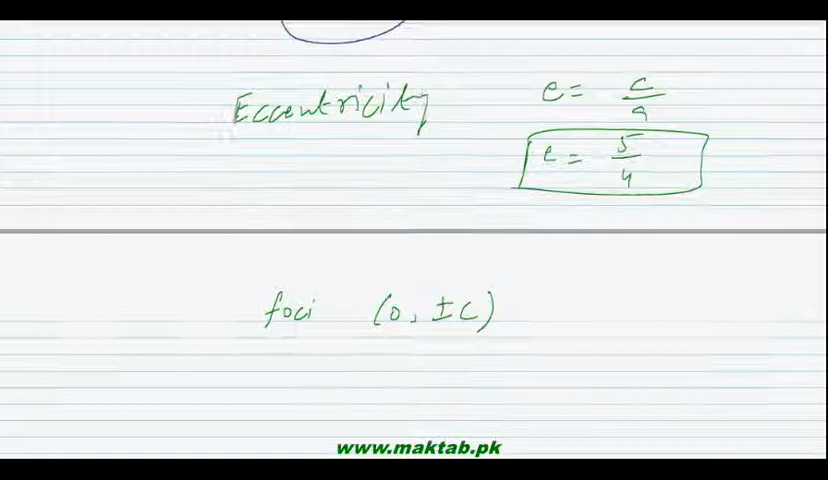 Eccentricity e = c/a
e = 5/4
foci (0, ±c)
www.maktab.pk